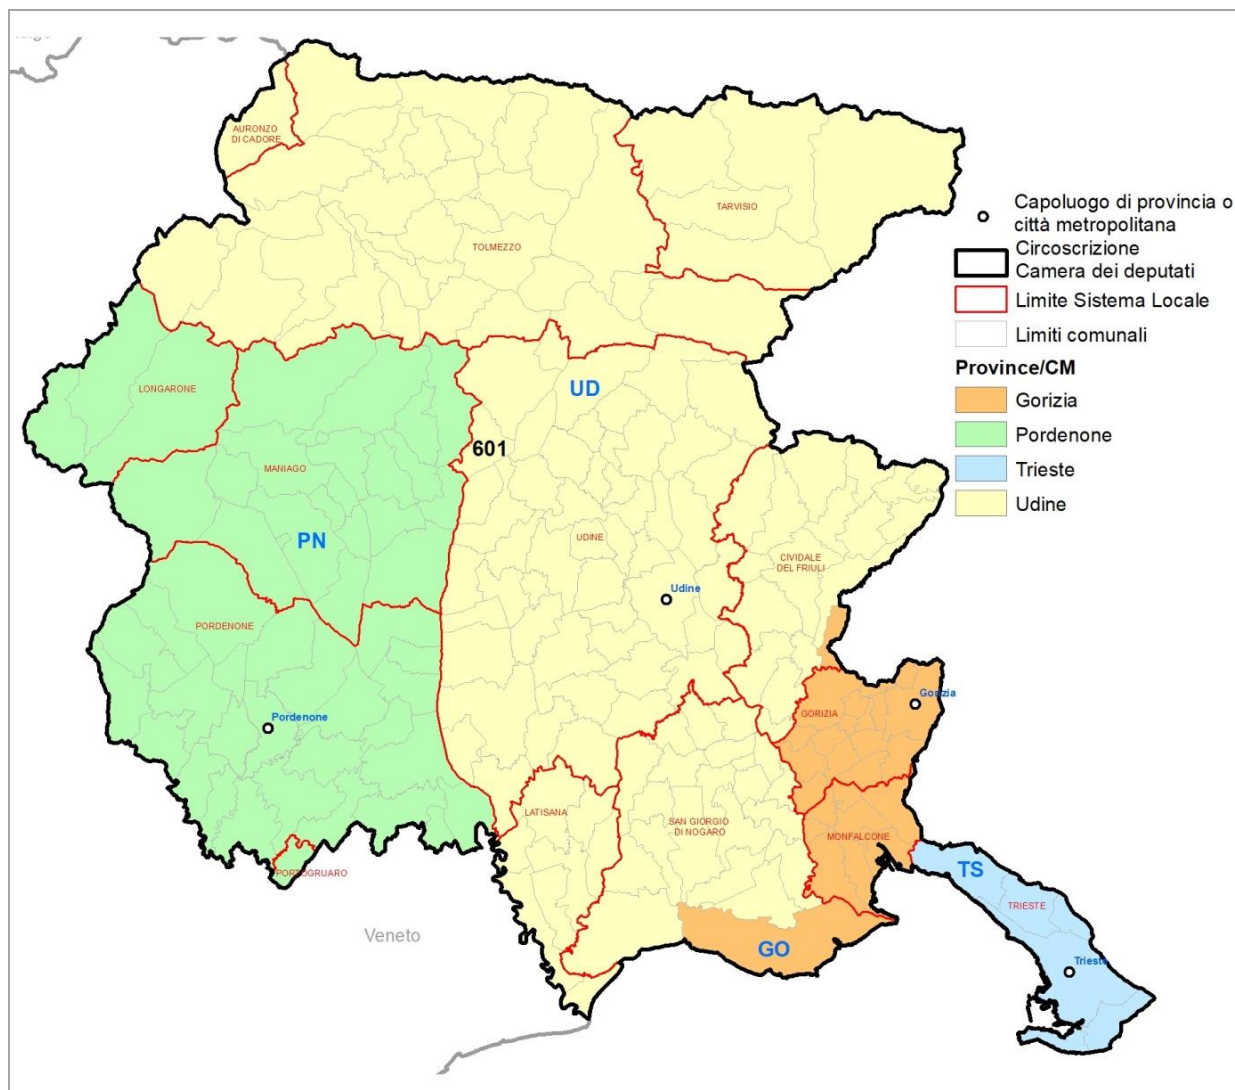 AURONZO
DI CADORE
TARVISIO
TOLMEZZO
Capoluogo di provincia o
città metropolitana
Circoscrizione
Camera dei deputati
Limite Sistema Locale
Limiti comunali
Province/CM
Gorizia
Pordenone
Trieste
Udine
LONGARONE
UD
601
MANIAGO
PN
UDINE
CIVIDALE
DEL FRIULI
Udine
PORDENONE
Pordenone
GORIZIA
Gorizia
LATISANA
SAN GIORGIO
DI NOGARO
MONFALCONE
PORTOGRUARO
TS
TRIESTE
Veneto
GO
Trieste